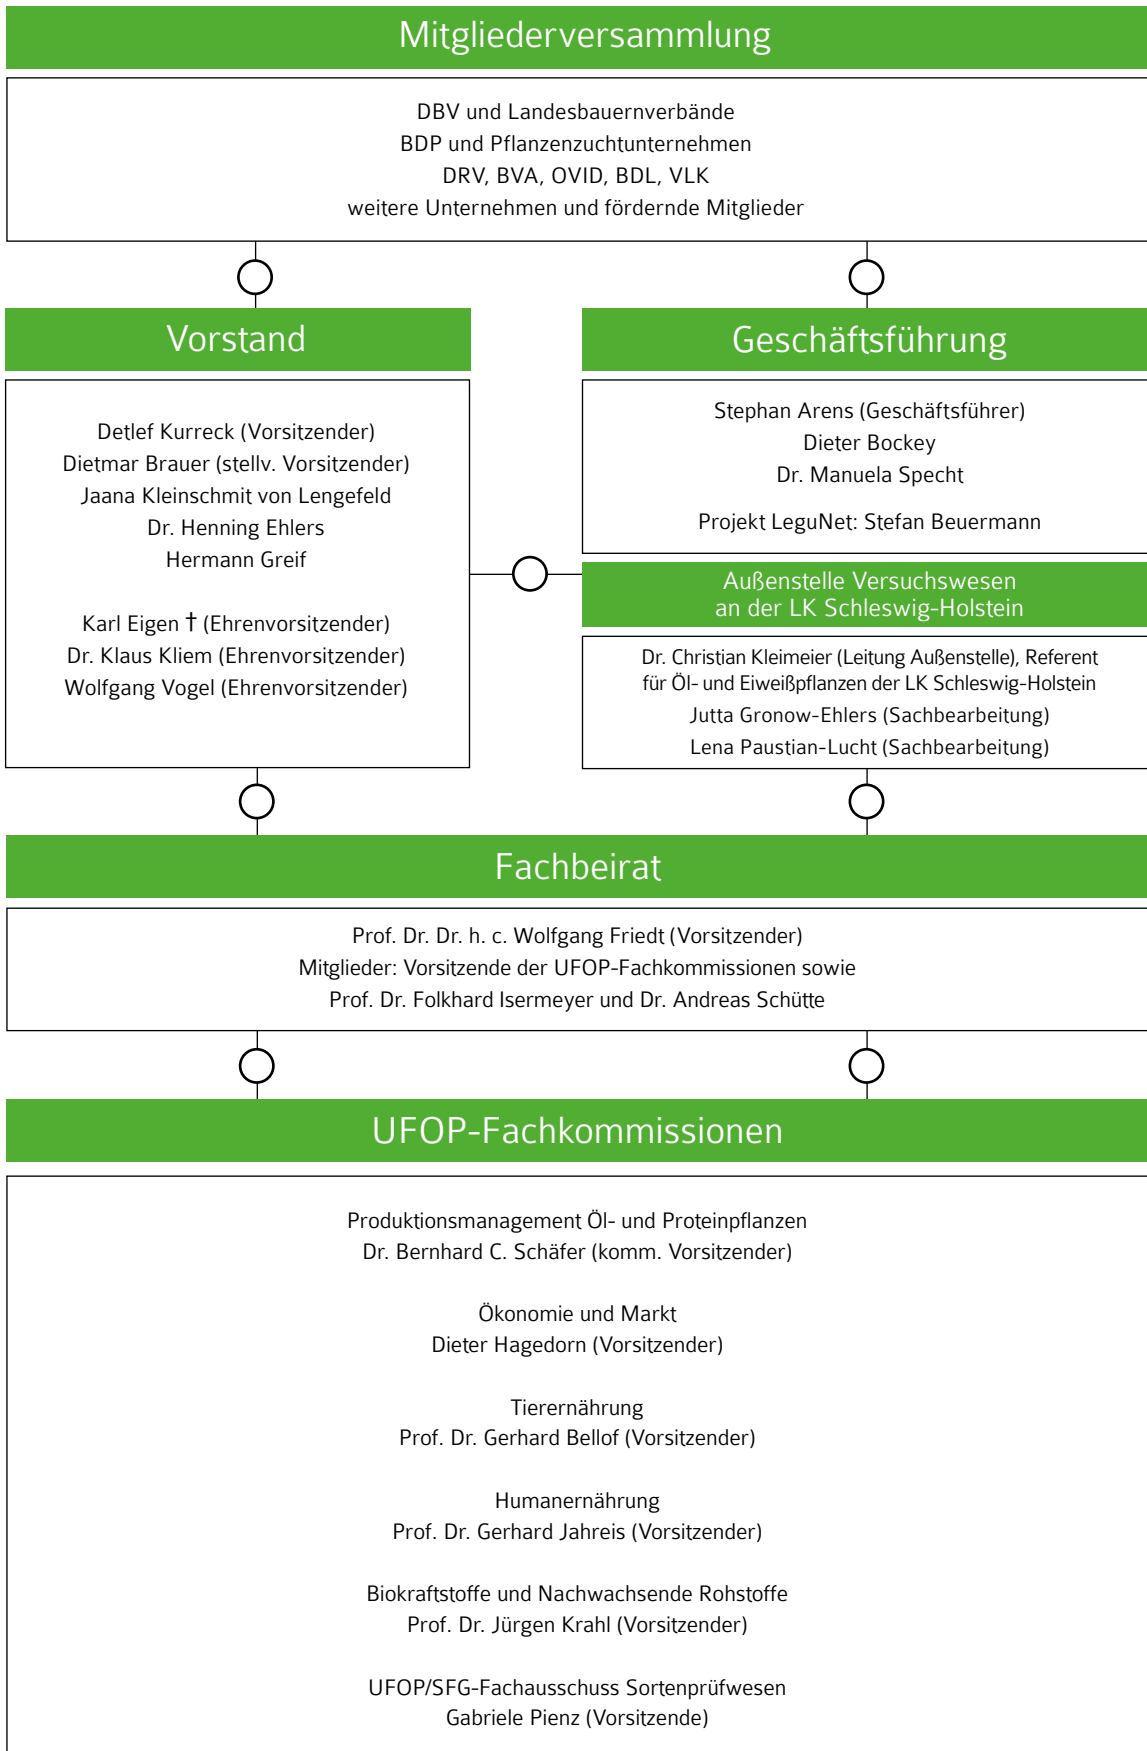 Mitgliederversammlung
DBV und Landesbauernverbände
BDP und Pflanzenzuchtunternehmen
DRV, BVA, OVID, BDL, VLK
weitere Unternehmen und fördernde Mitglieder
Vorstand
Detlef Kurreck (Vorsitzender)
Dietmar Brauer (stellv. Vorsitzender)
Jaana Kleinschmit von Lengefeld
Dr. Henning Ehlers
Hermann Greif
Karl Eigen † (Ehrenvorsitzender)
Dr. Klaus Kliem (Ehrenvorsitzender)
Wolfgang Vogel (Ehrenvorsitzender)
Geschäftsführung
Stephan Arens (Geschäftsführer)
Dieter Bockey
Dr. Manuela Specht
Projekt LeguNet: Stefan Beuermann
Außenstelle Versuchswesen
an der LK Schleswig-Holstein
Dr. Christian Kleimeier (Leitung Außenstelle), Referent
für Öl- und Eiweißpflanzen der LK Schleswig-Holstein
Jutta Gronow-Ehlers (Sachbearbeitung)
Lena Paustian-Lucht (Sachbearbeitung)
Fachbeirat
Prof. Dr. Dr. h. c. Wolfgang Friedt (Vorsitzender)
Mitglieder: Vorsitzende der UFOP-Fachkommissionen sowie
Prof. Dr. Folkhard Isermeyer und Dr. Andreas Schütte
UFOP-Fachkommissionen
Produktionsmanagement Öl- und Proteinpflanzen
Dr. Bernhard C. Schäfer (komm. Vorsitzender)
Ökonomie und Markt
Dieter Hagedorn (Vorsitzender)
Tierernährung
Prof. Dr. Gerhard Bellof (Vorsitzender)
Humanernährung
Prof. Dr. Gerhard Jahreis (Vorsitzender)
Biokraftstoffe und Nachwachsende Rohstoffe
Prof. Dr. Jürgen Krahl (Vorsitzender)
UFOP/SFG-Fachausschuss Sortenprüfwesen
Gabriele Pienz (Vorsitzende)